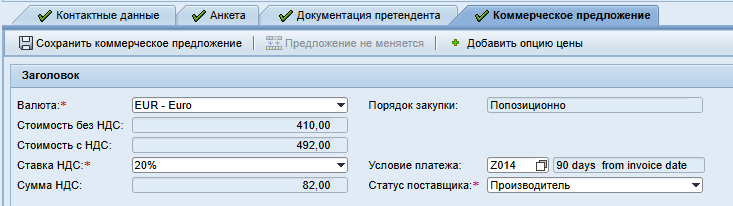 Контактные данные Анкета Документация претендента Коммерческое предложение
Сохранить коммерческое предложение Предложение не меняется Добавить опцию цены
Заголовок
Валюта:* EUR - Euro Порядок закупки: Попозиционно
Стоимость без НДС: 410,00
Стоимость с НДС: 492,00
Ставка НДС:* 20% Условие платежа: Z014 90 days from invoice date
Сумма НДС: 82,00 Статус поставщика:* Производитель